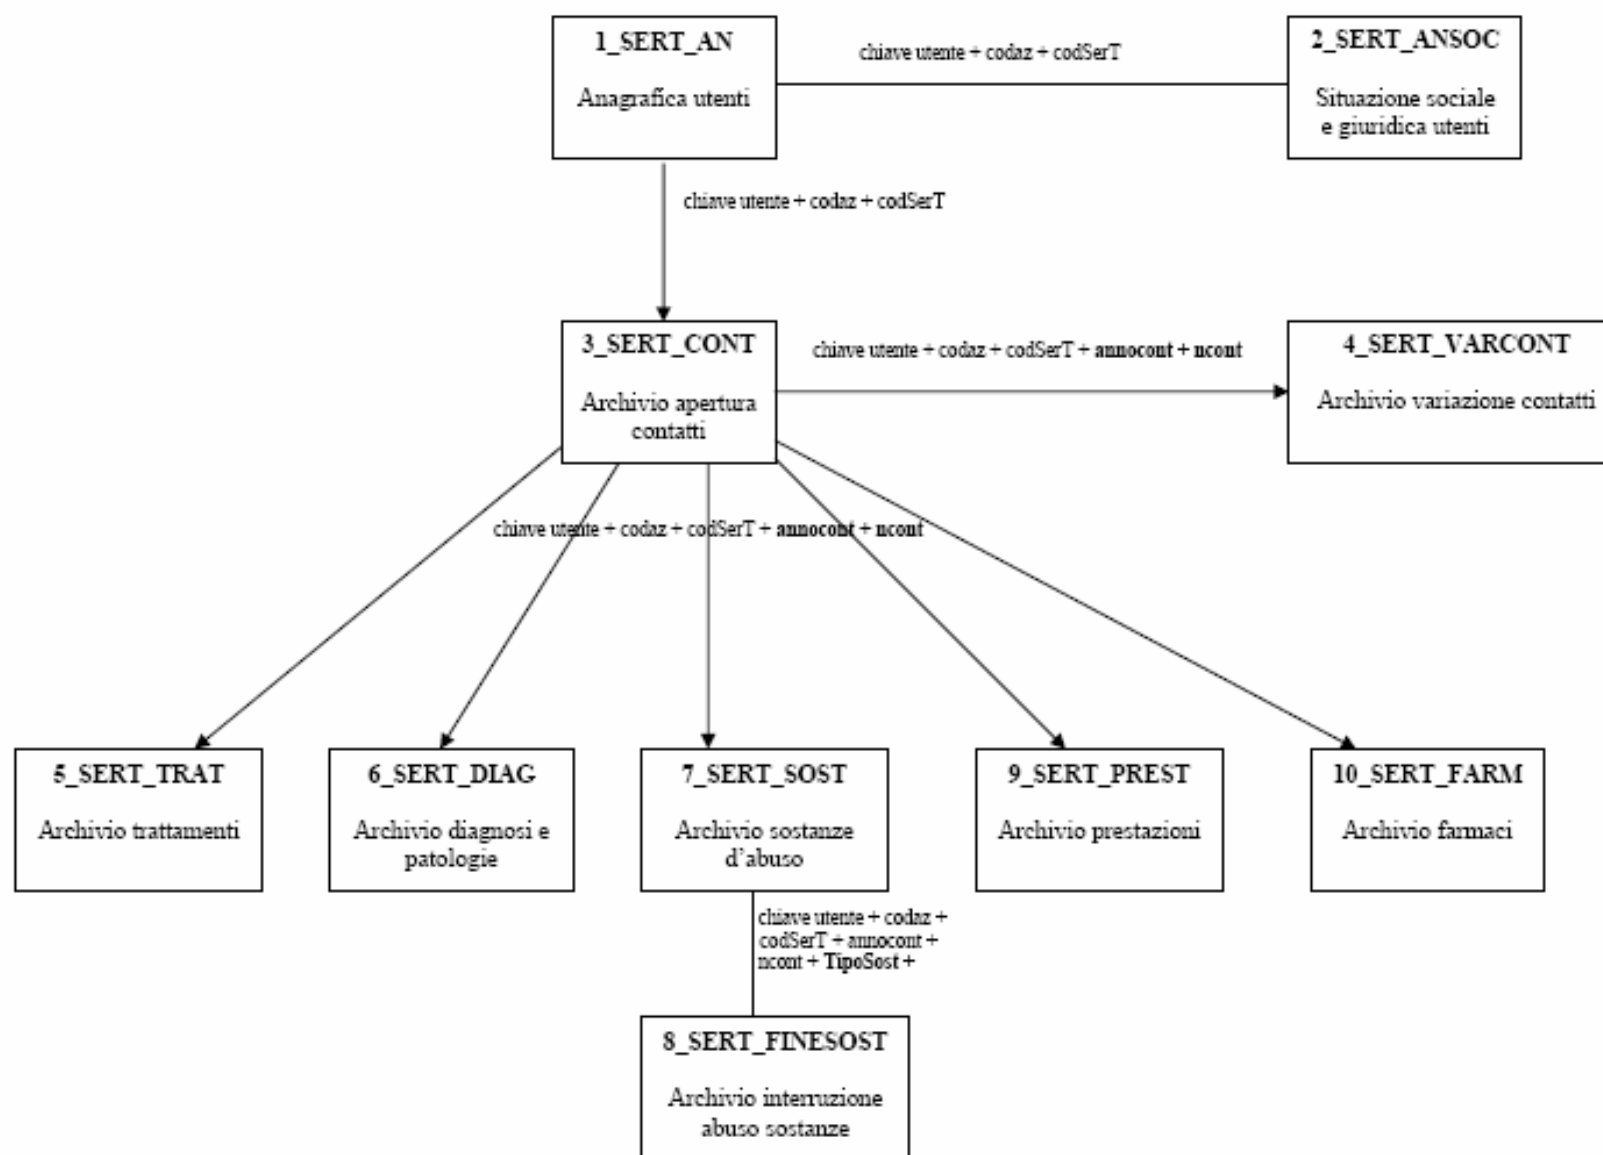 1_SERT_AN
Anagrafica utenti
chiave utente + codaz + codSerT
2_SERT_ANSOC
Situazione sociale
e giuridica utenti
chiave utente + codaz + codSerT
3_SERT_CONT
Archivio apertura
contatti
chiave utente + codaz + codSerT + annocont + ncont
4_SERT_VARCONT
Archivio variazione contatti
chiave utente + codaz + codSerT + annocont + ncont
5_SERT_TRAT
Archivio trattamenti
6_SERT_DIAG
Archivio diagnosi e
patologie
7_SERT_SOST
Archivio sostanze
d’abuso
9_SERT_PREST
Archivio prestazioni
10_SERT_FARM
Archivio farmaci
chiave utente + codaz +
codSerT + annocont +
ncont + TipoSost +
8_SERT_FINESOST
Archivio interruzione
abuso sostanze